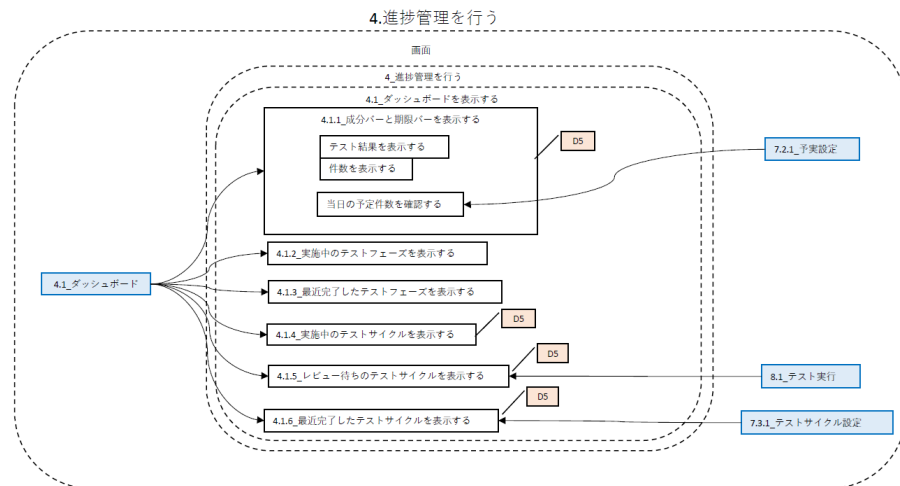 4.進捗管理を行う
画面
4_進捗管理を行う
4.1_ダッシュボードを表示する
4.1.1_成分バーと期限バーを表示する
テスト結果を表示する
件数を表示する
当日の予定件数を確認する
D5
7.2.1_予実設定
4.1.2_実施中のテストフェーズを表示する
4.1_ダッシュボード
4.1.3_最近完了したテストフェーズを表示する
D5
4.1.4_実施中のテストサイクルを表示する
D5
4.1.5_レビュー待ちのテストサイクルを表示する
8.1_テスト実行
D5
4.1.6_最近完了したテストサイクルを表示する
7.3.1_テストサイクル設定